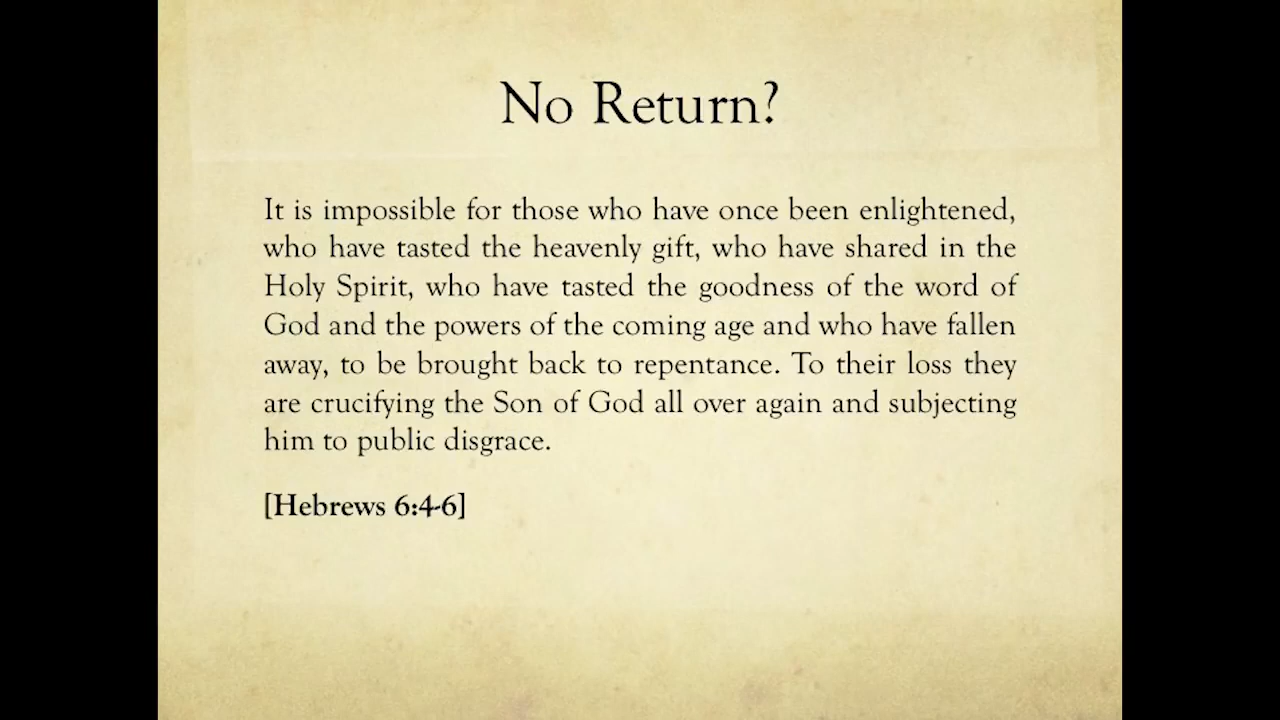 No Return?
It is impossible for those who have once been enlightened,
who have tasted the heavenly gift, who have shared in the
Holy Spirit, who have tasted the goodness of the word of
God and the powers of the coming age and who have fallen
away, to be brought back to repentance. To their loss they
are crucifying the Son of God all over again and subjecting
him to public disgrace.
[Hebrews 6:4-6]